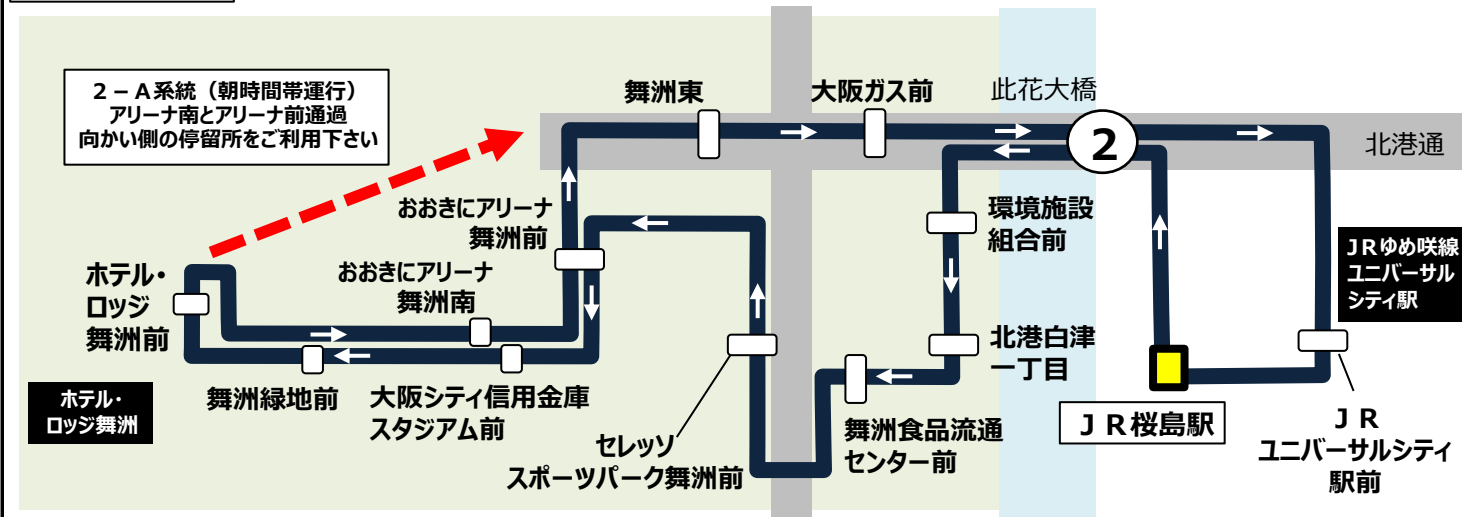 ２－Ａ系統（朝時間帯運行）
アリーナ南とアリーナ前通過
向かい側の停留所をご利用下さい
舞洲東
大阪ガス前
此花大橋
2
北港通
おおきにアリーナ
舞洲前
環境施設
組合前
ＪＲゆめ咲線
ユニバーサル
シティ駅
ホテル・
ロッジ
舞洲前
おおきにアリーナ
舞洲南
北港白津
一丁目
ホテル・
ロッジ舞洲
舞洲緑地前
大阪シティ信用金庫
スタジアム前
セレッソ
スポーツパーク舞洲前
舞洲食品流通
センター前
ＪＲ桜島駅
ＪＲ
ユニバーサルシティ
駅前